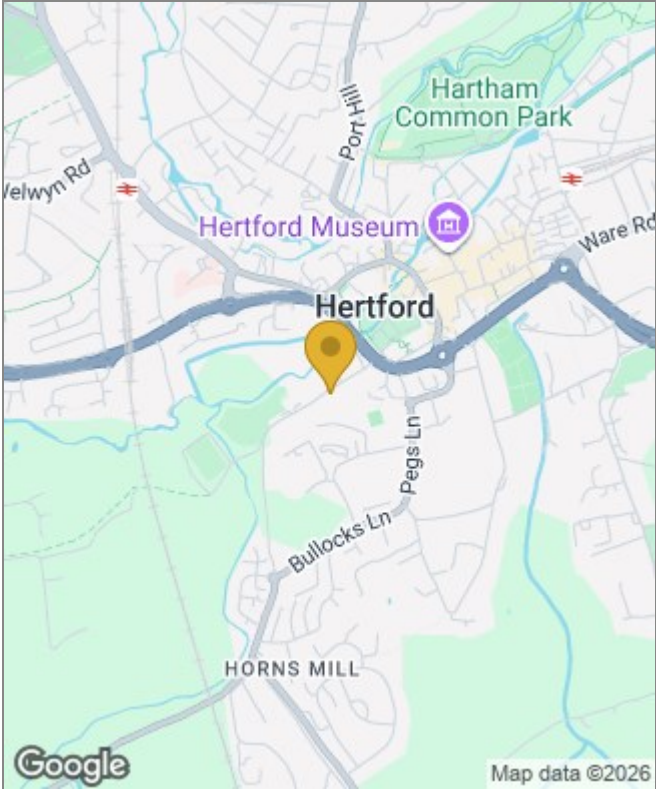 Hartham
Common Park
Port Hill
Welwyn Rd
Hertford Museum
Ware Rd
Hertford
Pegs Ln
Bullocks Ln
HORNS MILL
Google
Map data ©2026